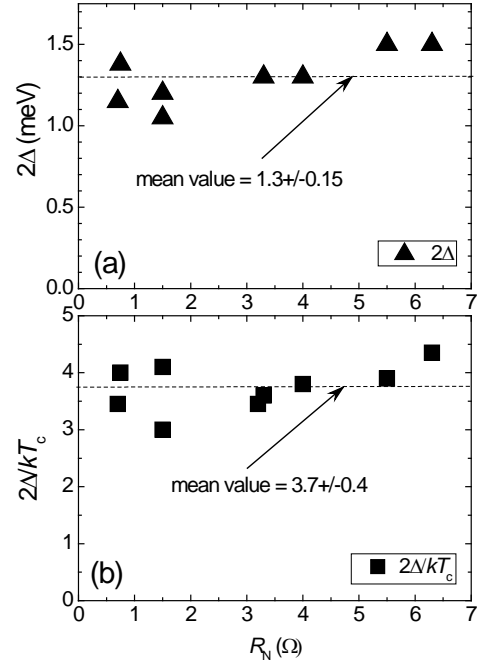 1.5
1.0
0.5
0.0
2Δ (meV)
mean value = 1.3+/-0.15
(a)
2Δ
0 1 2 3 4 5 6 7
5
4
3
2
1
0
2Δ/kTc
mean value = 3.7+/-0.4
(b)
2Δ/kTc
0 1 2 3 4 5 6 7
RN (Ω)